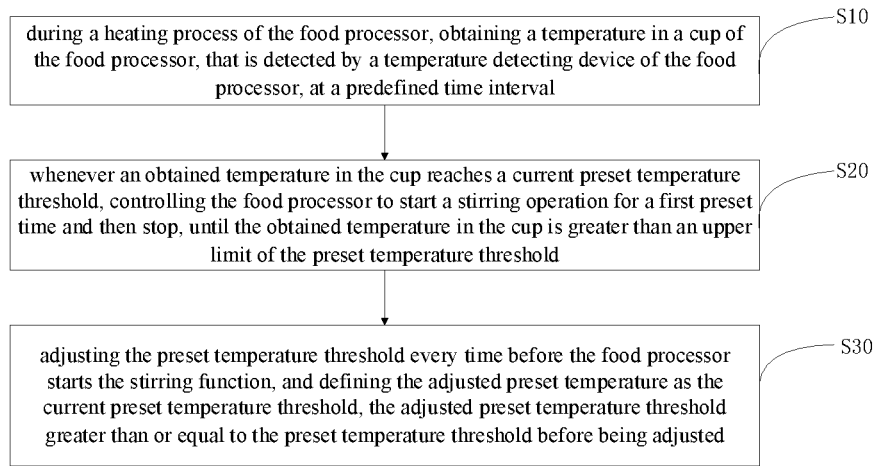 during a heating process of the food processor, obtaining a temperature in a cup of
the food processor, that is detected by a temperature detecting device of the food
processor, at a predefined time interval
S10
whenever an obtained temperature in the cup reaches a current preset temperature
threshold, controlling the food processor to start a stirring operation for a first preset
time and then stop, until the obtained temperature in the cup is greater than an upper
limit of the preset temperature threshold
S20
adjusting the preset temperature threshold every time before the food processor
starts the stirring function, and defining the adjusted preset temperature as the
current preset temperature threshold, the adjusted preset temperature threshold
greater than or equal to the preset temperature threshold before being adjusted
S30